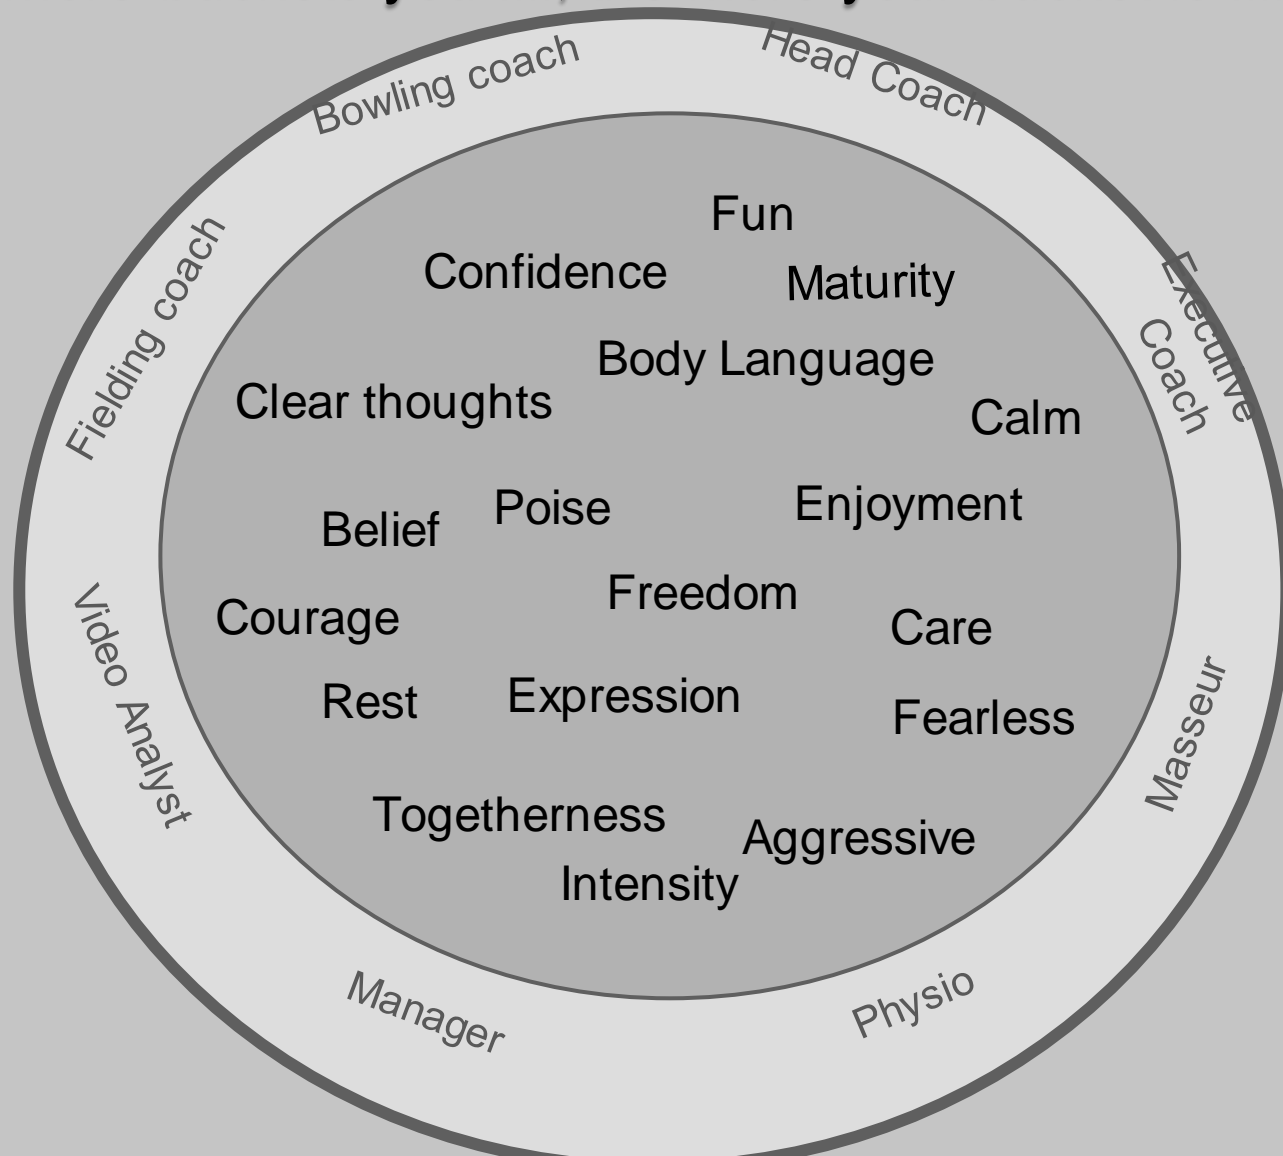 Bowling coach
Head Coach
Fun
Confidence
Maturity
Executive
Coach
Fielding coach
Body Language
Clear thoughts
Calm
Poise
Enjoyment
Belief
Freedom
Courage
Care
Video Analyst
Rest
Expression
Fearless
Masseur
Togetherness
Aggressive
Intensity
Manager
Physio